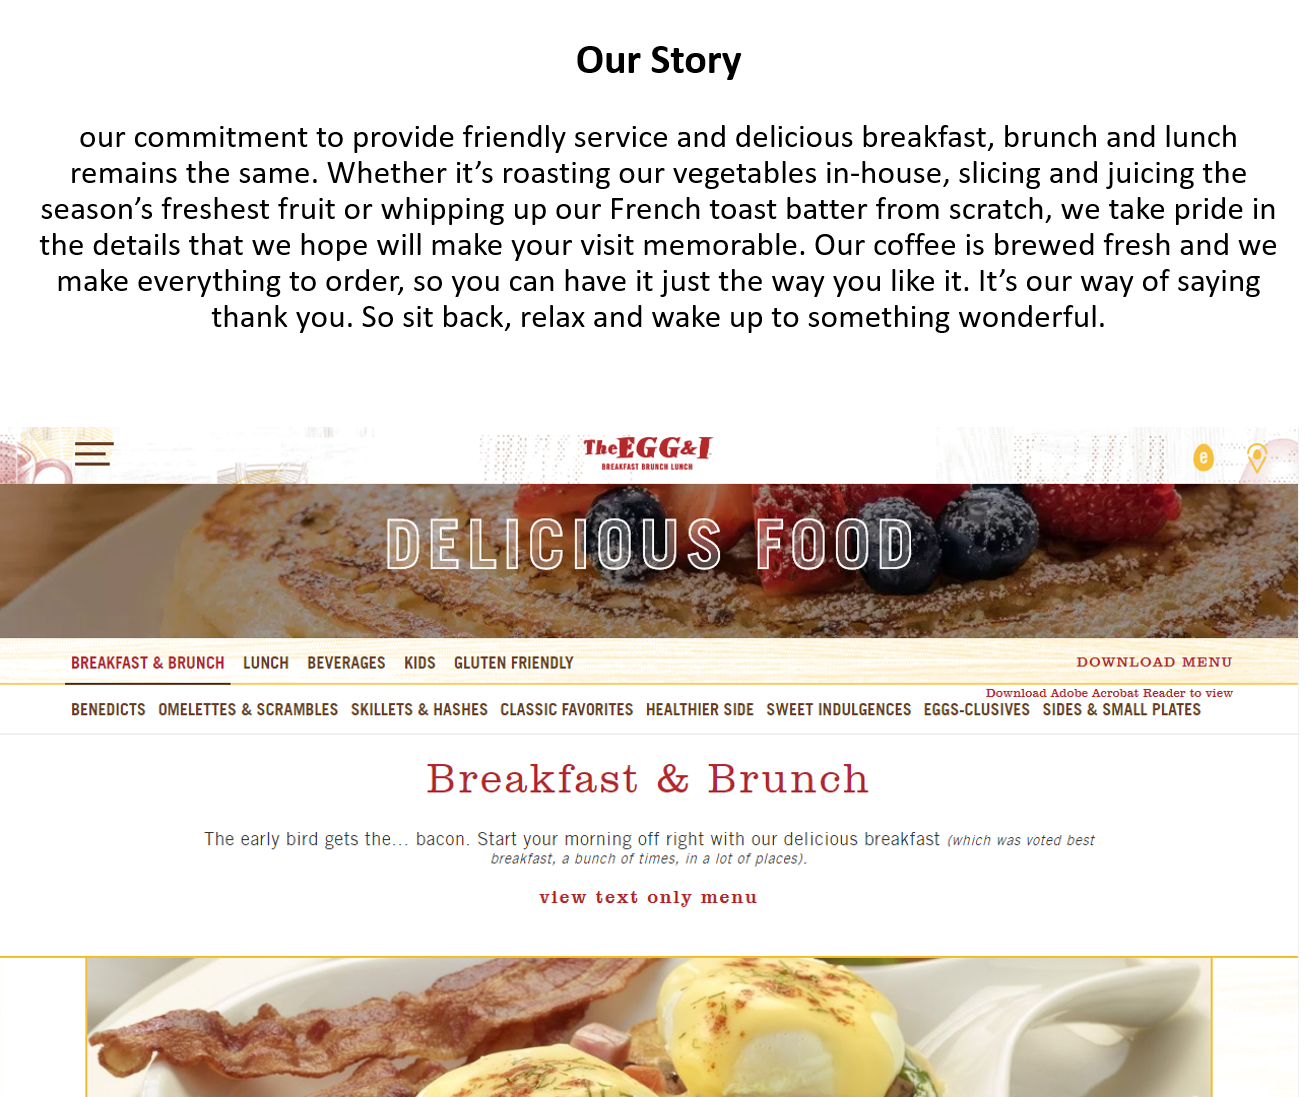 Our Story
our commitment to provide friendly service and delicious breakfast, brunch and lunch
remains the same. Whether it’s roasting our vegetables in-house, slicing and juicing the
season’s freshest fruit or whipping up our French toast batter from scratch, we take pride in
the details that we hope will make your visit memorable. Our coffee is brewed fresh and we
make everything to order, so you can have it just the way you like it. It’s our way of saying
thank you. So sit back, relax and wake up to something wonderful.
The EGG & I
BREAKFAST BRUNCH LUNCH
e
DELICIOUS FOOD
BREAKFAST & BRUNCH LUNCH BEVERAGES KIDS GLUTEN FRIENDLY DOWNLOAD MENU
Download Adobe Acrobat Reader to view
BENEDICTS OMELETTES & SCRAMBLES SKILLETS & HASHES CLASSIC FAVORITES HEALTHIER SIDE SWEET INDULGENCES EGGS-CLUSIVES SIDES & SMALL PLATES
Breakfast & Brunch
The early bird gets the... bacon. Start your morning off right with our delicious breakfast (which was voted best
breakfast, a bunch of times, in a lot of places).
view text only menu